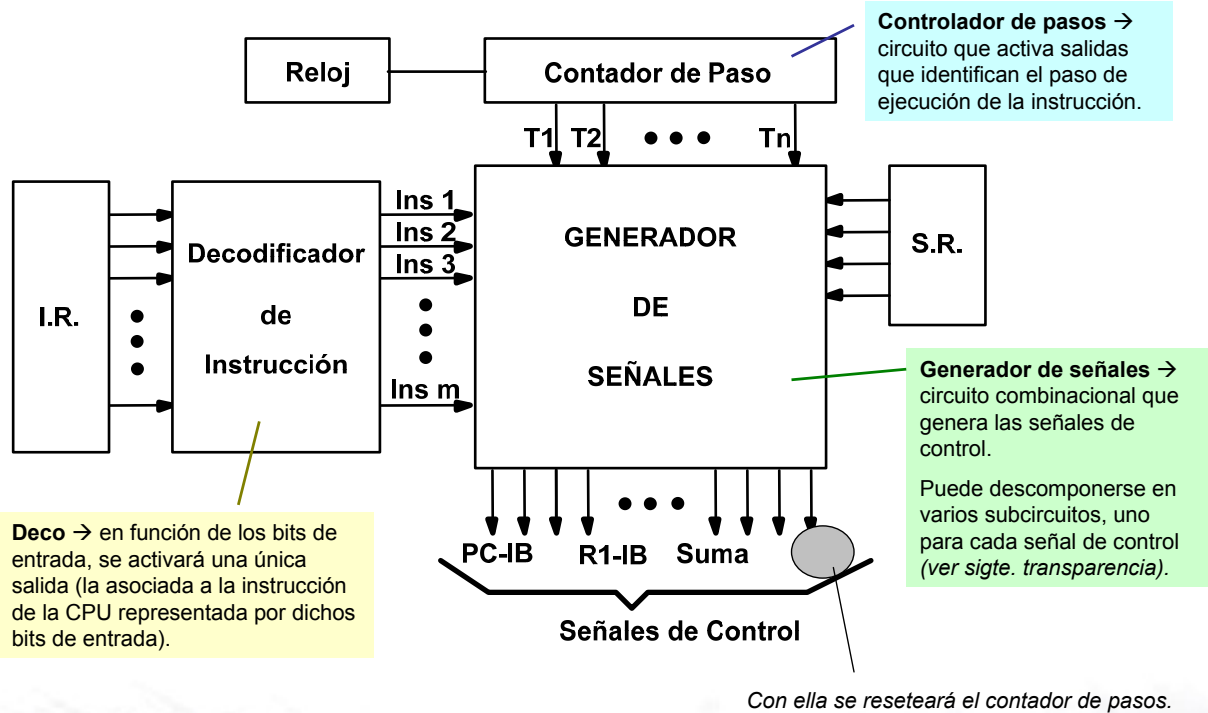 Controlador de pasos →
circuito que activa salidas
que identifican el paso de
ejecución de la instrucción.
Reloj
Contador de Paso
T1
T2
Tn
I.R.
Decodificador
de
Instrucción
Ins 1
Ins 2
Ins 3
Ins m
GENERADOR
DE
SEÑALES
S.R.
Generador de señales →
circuito combinacional que
genera las señales de
control.
Puede descomponerse en
varios subcircuitos, uno
para cada señal de control
(ver sigte. transparencia).
Deco → en función de los bits de
entrada, se activará una única
salida (la asociada a la instrucción
de la CPU representada por dichos
bits de entrada).
PC-IB
R1-IB
Suma
Señales de Control
Con ella se reseteará el contador de pasos.